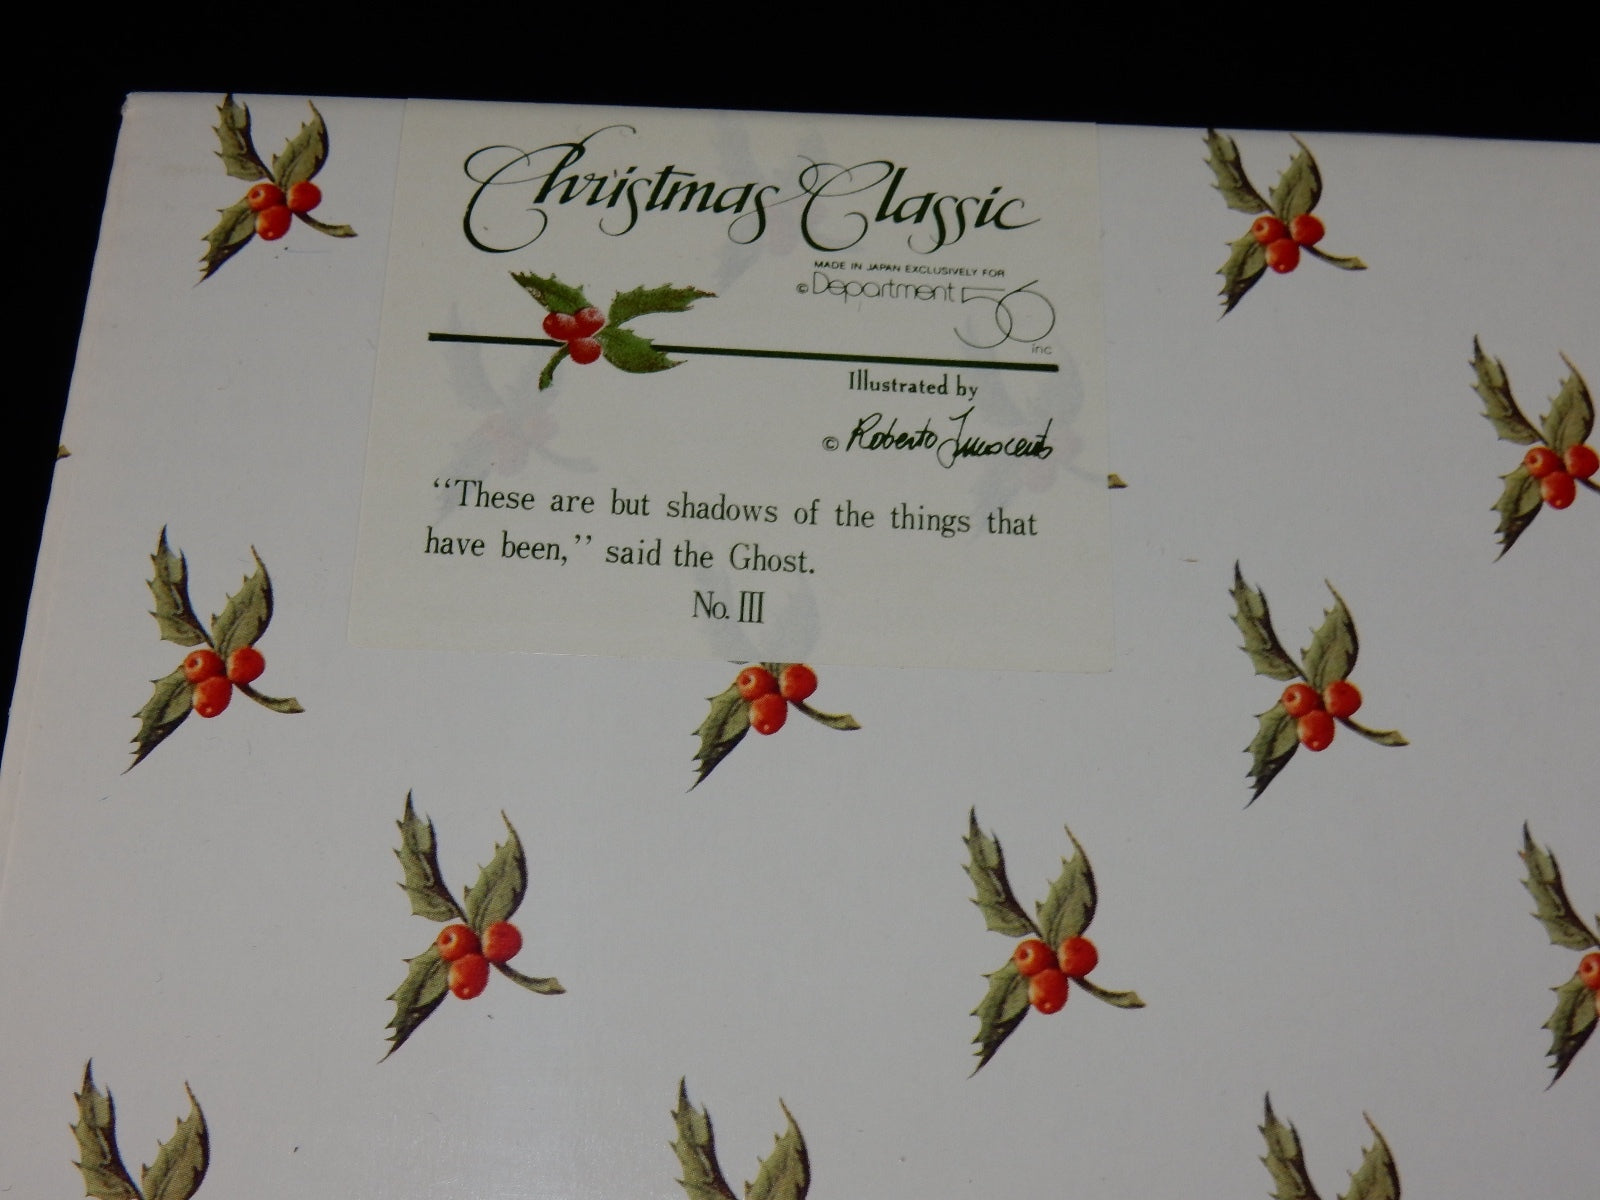 Christmas Classic
MADE IN JAPAN EXCLUSIVELY FOR
© Department 56
inc
Illustrated by
© Roberto Innocenti
“These are but shadows of the things that
have been,” said the Ghost.
No. III